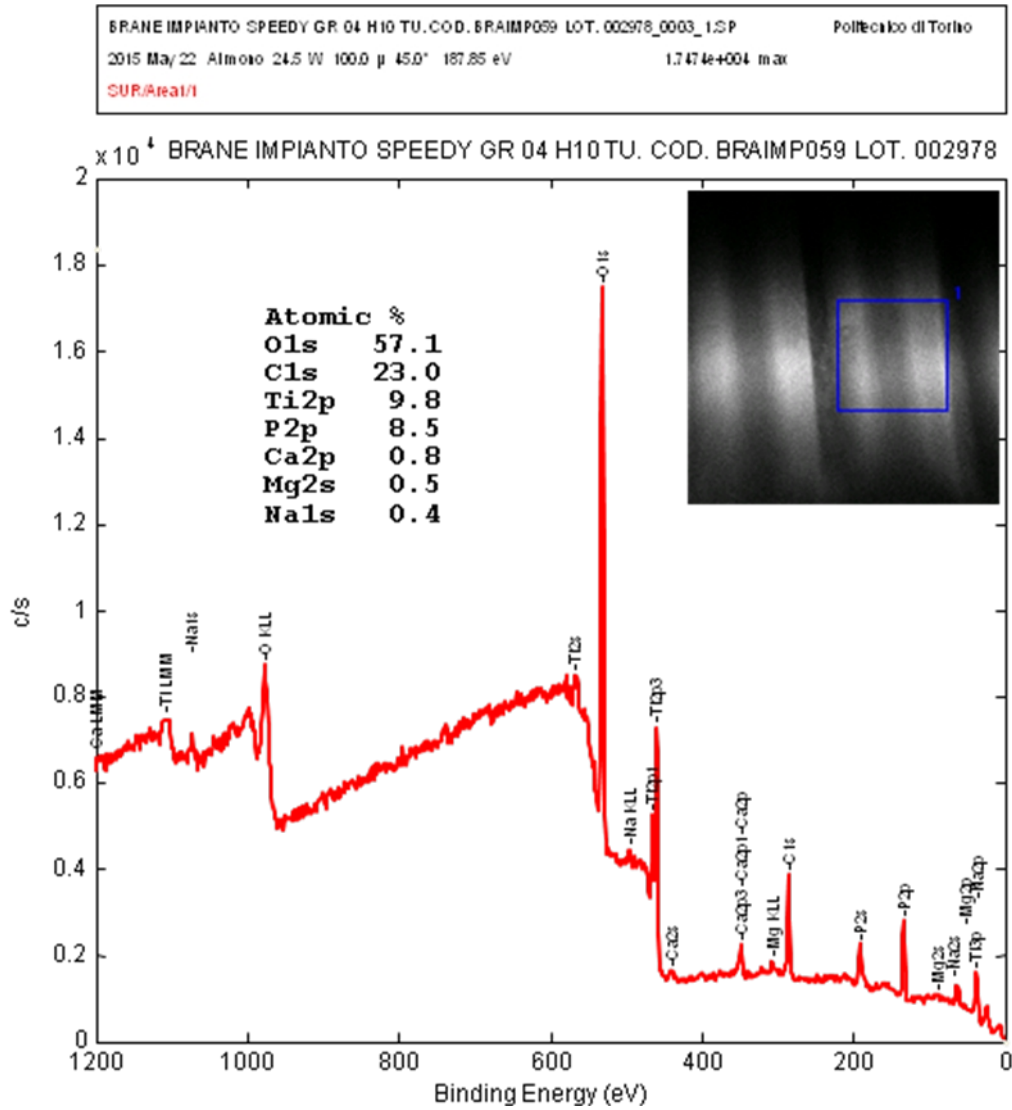 BRANE IMPIANTO SPEEDY GR 04 H10 TU. COD. BRAIMP059 LOT. 002978_0003_1.SP
Politecnico di Torino
2015 May 22 Al mono 24.5 W 100.0 µ 45.0° 187.85 eV
1.7474e+004 max
SUR/Area1/1
x 10⁴ BRANE IMPIANTO SPEEDY GR 04 H10 TU. COD. BRAIMP059 LOT. 002978
2
1.8
1.6
1.4
1.2
1
0.8
0.6
0.4
0.2
0
c/s
Atomic %
O1s 57.1
C1s 23.0
Ti2p 9.8
P2p 8.5
Ca2p 0.8
Mg2s 0.5
Na1s 0.4
1
Ca LMM
-Ti LMM
-Na1s
-O KLL
-Ti2s
-O1s
-Na KLL
-Ti2p1
-Ti2p3
-Ca2s
-Ca2p3 -Ca2p1 -Ca2p
-Mg KLL
-C1s
-P2s
-P2p
-Mg2s
-Na2s
-Mg2p
-Ti3p
-Na2p
1200 1000 800 600 400 200 0
Binding Energy (eV)